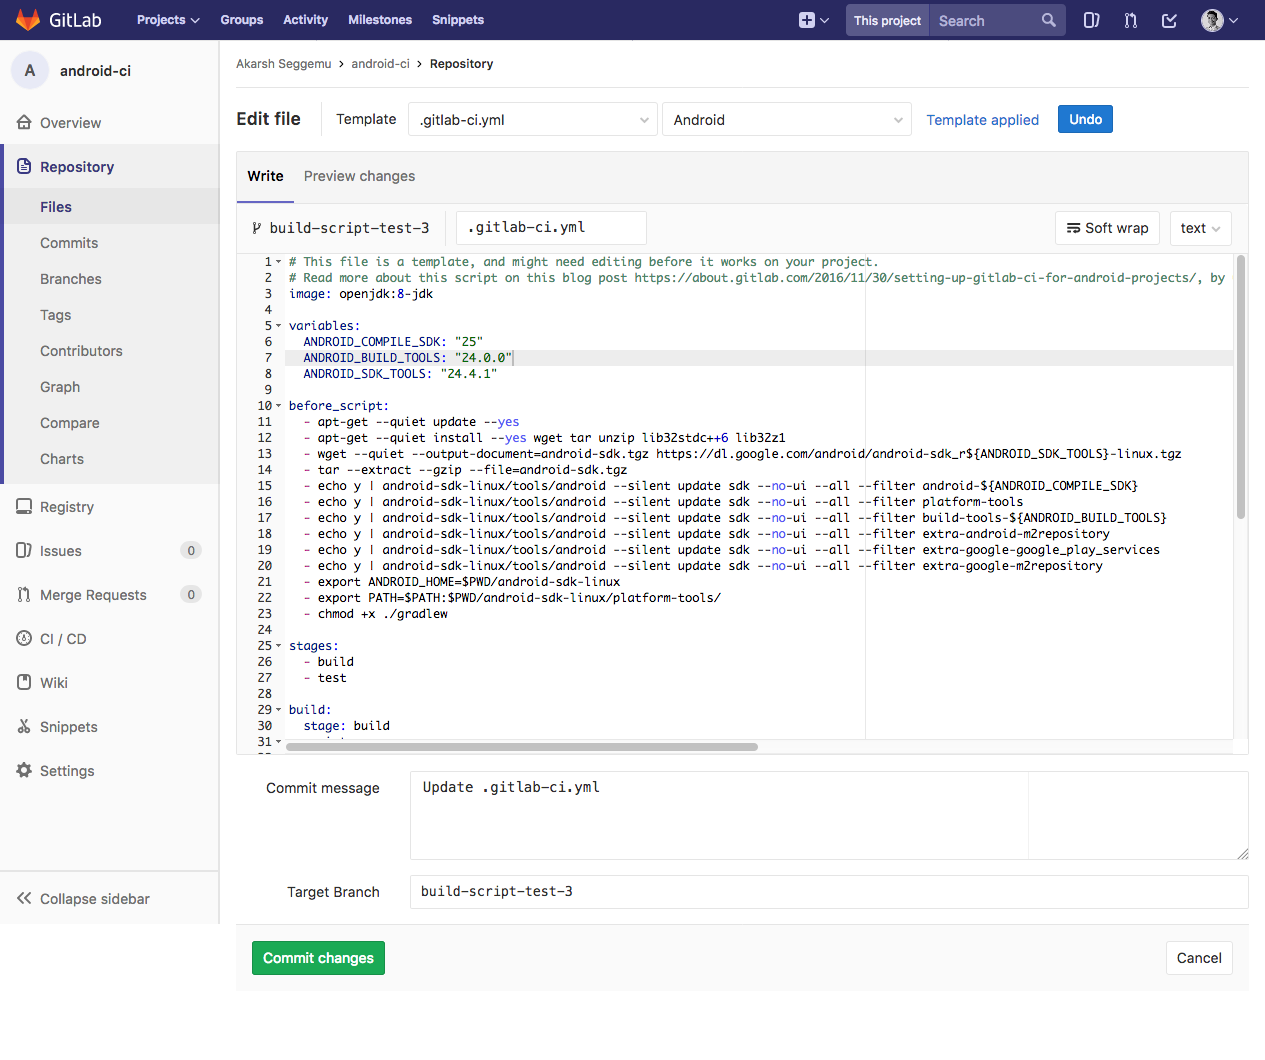 GitLab
Projects
Groups
Activity
Milestones
Snippets
This project
Search
A
android-ci
Overview
Repository
Files
Commits
Branches
Tags
Contributors
Graph
Compare
Charts
Registry
Issues 0
Merge Requests 0
CI / CD
Wiki
Snippets
Settings
Collapse sidebar
Akarsh Seggemu > android-ci > Repository
Edit file
Template
.gitlab-ci.yml
Android
Template applied
Undo
Write
Preview changes
build-script-test-3
.gitlab-ci.yml
Soft wrap
text
1 # This file is a template, and might need editing before it works on your project.
2 # Read more about this script on this blog post https://about.gitlab.com/2016/11/30/setting-up-gitlab-ci-for-android-projects/, by
3 image: openjdk:8-jdk
4
5 variables:
6   ANDROID_COMPILE_SDK: "25"
7   ANDROID_BUILD_TOOLS: "24.0.0"
8   ANDROID_SDK_TOOLS: "24.4.1"
9
10 before_script:
11   - apt-get --quiet update --yes
12   - apt-get --quiet install --yes wget tar unzip lib32stdc++6 lib32z1
13   - wget --quiet --output-document=android-sdk.tgz https://dl.google.com/android/android-sdk_r${ANDROID_SDK_TOOLS}-linux.tgz
14   - tar --extract --gzip --file=android-sdk.tgz
15   - echo y | android-sdk-linux/tools/android --silent update sdk --no-ui --all --filter android-${ANDROID_COMPILE_SDK}
16   - echo y | android-sdk-linux/tools/android --silent update sdk --no-ui --all --filter platform-tools
17   - echo y | android-sdk-linux/tools/android --silent update sdk --no-ui --all --filter build-tools-${ANDROID_BUILD_TOOLS}
18   - echo y | android-sdk-linux/tools/android --silent update sdk --no-ui --all --filter extra-android-m2repository
19   - echo y | android-sdk-linux/tools/android --silent update sdk --no-ui --all --filter extra-google-google_play_services
20   - echo y | android-sdk-linux/tools/android --silent update sdk --no-ui --all --filter extra-google-m2repository
21   - export ANDROID_HOME=$PWD/android-sdk-linux
22   - export PATH=$PATH:$PWD/android-sdk-linux/platform-tools/
23   - chmod +x ./gradlew
24
25 stages:
26   - build
27   - test
28
29 build:
30   stage: build
31
Commit message
Update .gitlab-ci.yml
Target Branch
build-script-test-3
Commit changes
Cancel